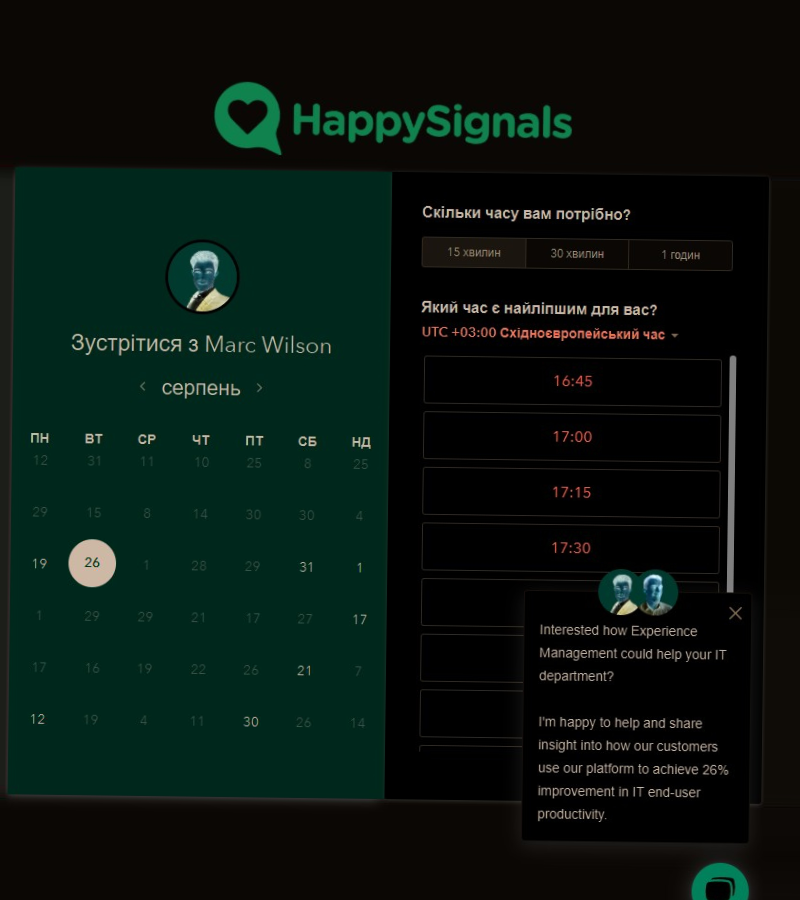 HappySignals
Зустрітися з Marc Wilson
серпень
ПН ВТ СР ЧТ ПТ СБ НД
12 31 11 10 25 8 25
29 15 8 14 30 30 4
19 26 1 28 29 31 1
1 29 29 21 17 27 17
17 16 19 22 26 21 7
12 19 4 11 30 26 14
Скільки часу вам потрібно?
15 хвилин 30 хвилин 1 годин
Який час є найліпшим для вас?
UTC +03:00 Східноєвропейський час
16:45
17:00
17:15
17:30
Interested how Experience
Management could help your IT
department?
I'm happy to help and share
insight into how our customers
use our platform to achieve 26%
improvement in IT end-user
productivity.